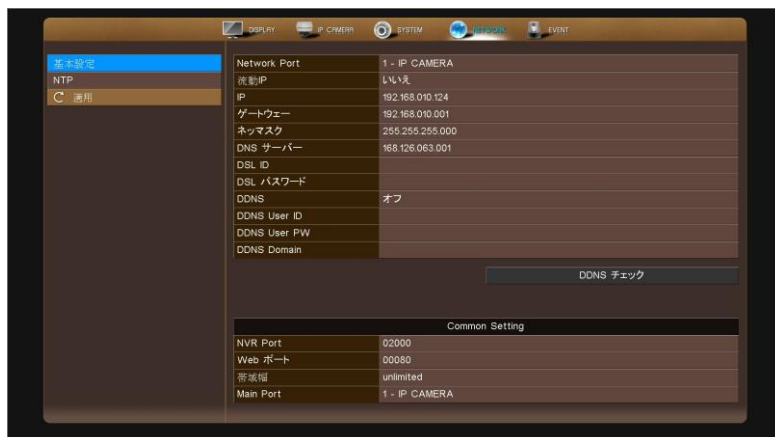 DISPLAY IP CAMERA SYSTEM NETWORK EVENT
基本設定
NTP
適用
Network Port 1 - IP CAMERA
流動IP いいえ
IP 192.168.010.124
ゲートウェー 192.168.010.001
ネッマスク 255.255.255.000
DNS サーバー 168.126.063.001
DSL ID
DSL パスワード
DDNS オフ
DDNS User ID
DDNS User PW
DDNS Domain
DDNS チェック
Common Setting
NVR Port 02000
Web ポート 00080
帯域幅 unlimited
Main Port 1 - IP CAMERA